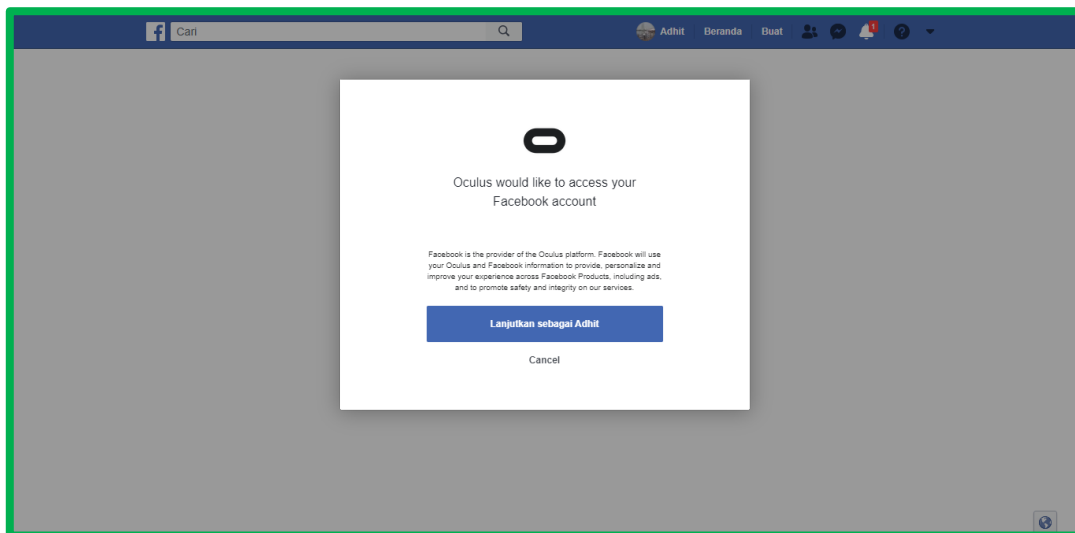 Cari
Adhit Beranda Buat
1
Oculus would like to access your
Facebook account
Facebook is the provider of the Oculus platform. Facebook will use
your Oculus and Facebook information to provide, personalize and
improve your experience across Facebook Products, including ads,
and to promote safety and integrity on our services.
Lanjutkan sebagai Adhit
Cancel